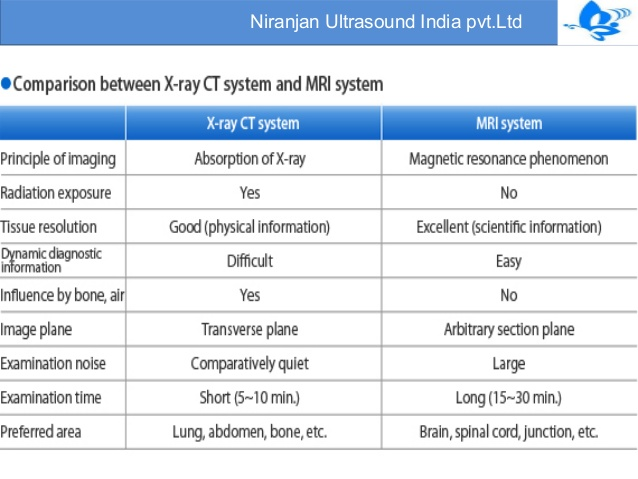 Niranjan Ultrasound India pvt.Ltd
●Comparison between X-ray CT system and MRI system
X-ray CT system MRI system
Principle of imaging Absorption of X-ray Magnetic resonance phenomenon
Radiation exposure Yes No
Tissue resolution Good (physical information) Excellent (scientific information)
Dynamic diagnostic
information Difficult Easy
Influence by bone, air Yes No
Image plane Transverse plane Arbitrary section plane
Examination noise Comparatively quiet Large
Examination time Short (5~10 min.) Long (15~30 min.)
Preferred area Lung, abdomen, bone, etc. Brain, spinal cord, junction, etc.